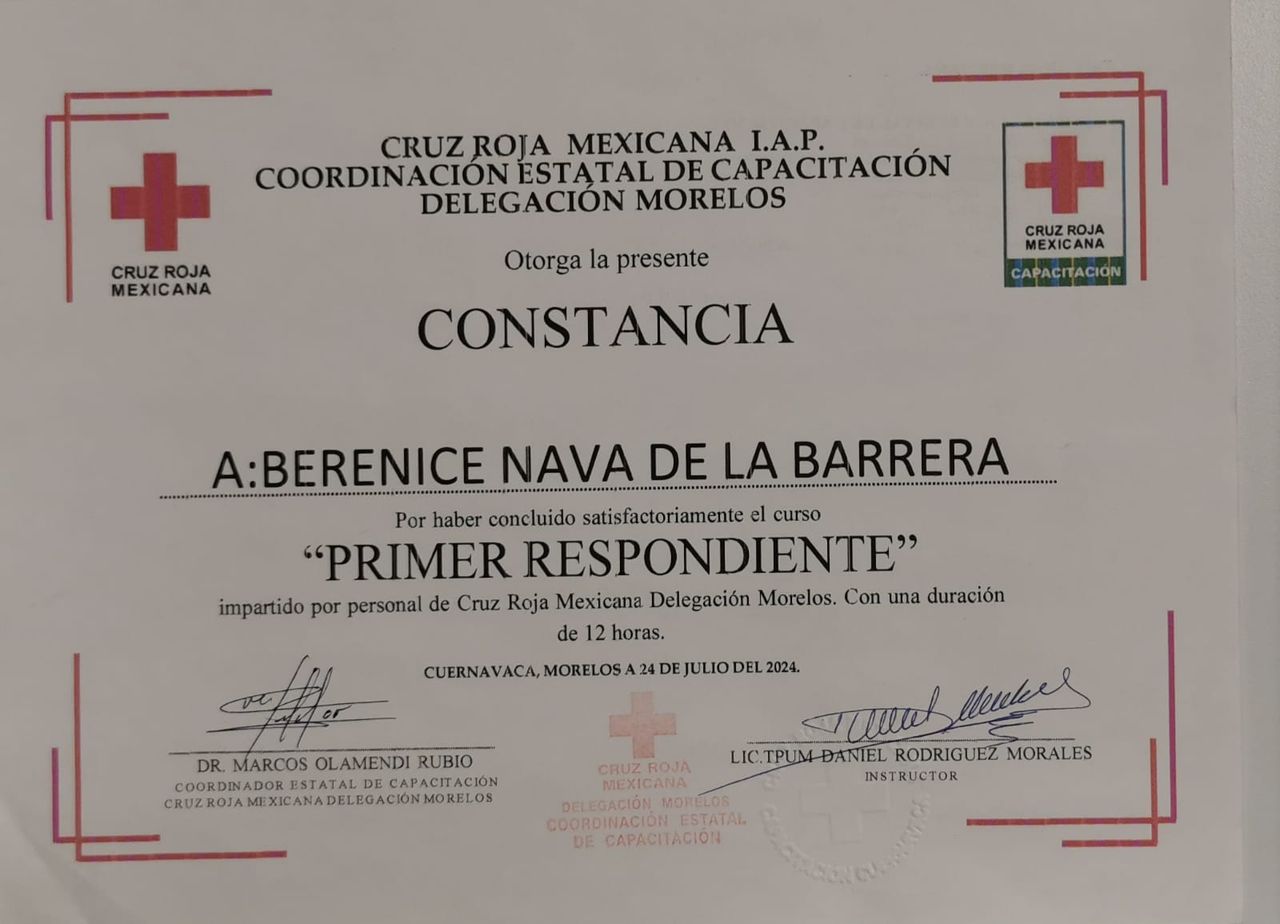 CRUZ ROJA MEXICANA I.A.P.
COORDINACIÓN ESTATAL DE CAPACITACIÓN
DELEGACIÓN MORELOS
CRUZ ROJA
MEXICANA
CRUZ ROJA
MEXICANA
CAPACITACIÓN
Otorga la presente
CONSTANCIA
A:BERENICE NAVA DE LA BARRERA
Por haber concluido satisfactoriamente el curso
“PRIMER RESPONDIENTE”
impartido por personal de Cruz Roja Mexicana Delegación Morelos. Con una duración
de 12 horas.
CUERNAVACA, MORELOS A 24 DE JULIO DEL 2024.
DR. MARCOS OLAMENDI RUBIO
COORDINADOR ESTATAL DE CAPACITACIÓN
CRUZ ROJA MEXICANA DELEGACIÓN MORELOS
CRUZ ROJA
MEXICANA
DELEGACIÓN MORELOS
COORDINACIÓN ESTATAL
DE CAPACITACIÓN
LIC.TPUM DANIEL RODRIGUEZ MORALES
INSTRUCTOR